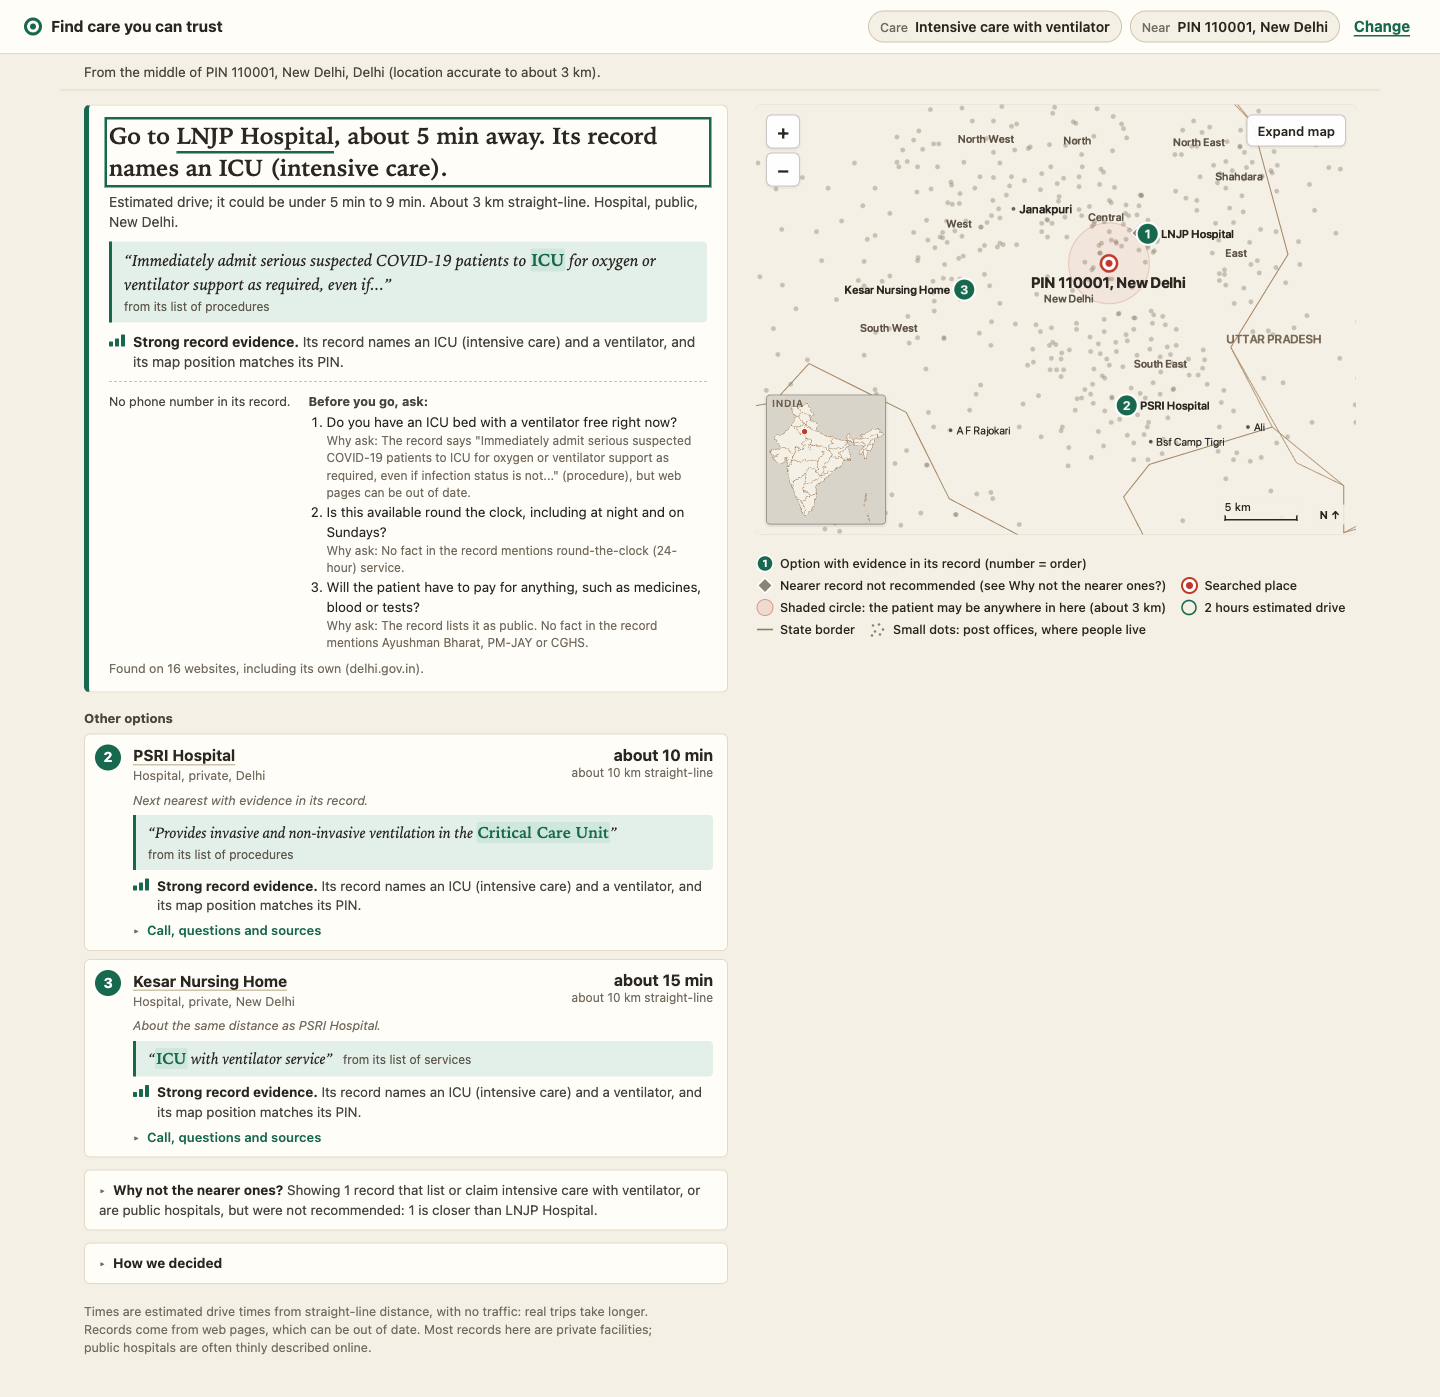 Find care you can trust
Care Intensive care with ventilator
Near PIN 110001, New Delhi
Change
From the middle of PIN 110001, New Delhi, Delhi (location accurate to about 3 km).
Go to LNJP Hospital, about 5 min away. Its record
names an ICU (intensive care).
Estimated drive; it could be under 5 min to 9 min. About 3 km straight-line. Hospital, public,
New Delhi.
“Immediately admit serious suspected COVID-19 patients to ICU for oxygen or
ventilator support as required, even if...”
from its list of procedures
Strong record evidence. Its record names an ICU (intensive care) and a ventilator, and
its map position matches its PIN.
No phone number in its record.
Before you go, ask:
1. Do you have an ICU bed with a ventilator free right now?
Why ask: The record says "Immediately admit serious suspected
COVID-19 patients to ICU for oxygen or ventilator support as
required, even if infection status is not..." (procedure), but web
pages can be out of date.
2. Is this available round the clock, including at night and on
Sundays?
Why ask: No fact in the record mentions round-the-clock (24-
hour) service.
3. Will the patient have to pay for anything, such as medicines,
blood or tests?
Why ask: The record lists it as public. No fact in the record
mentions Ayushman Bharat, PM-JAY or CGHS.
Found on 16 websites, including its own (delhi.gov.in).
Other options
2
PSRI Hospital
about 10 min
Hospital, private, Delhi
about 10 km straight-line
Next nearest with evidence in its record.
“Provides invasive and non-invasive ventilation in the Critical Care Unit”
from its list of procedures
Strong record evidence. Its record names an ICU (intensive care) and a ventilator, and
its map position matches its PIN.
▸ Call, questions and sources
3
Kesar Nursing Home
about 15 min
Hospital, private, New Delhi
about 10 km straight-line
About the same distance as PSRI Hospital.
“ICU with ventilator service” from its list of services
Strong record evidence. Its record names an ICU (intensive care) and a ventilator, and
its map position matches its PIN.
▸ Call, questions and sources
▸ Why not the nearer ones? Showing 1 record that list or claim intensive care with ventilator, or
are public hospitals, but were not recommended: 1 is closer than LNJP Hospital.
▸ How we decided
Times are estimated drive times from straight-line distance, with no traffic: real trips take longer.
Records come from web pages, which can be out of date. Most records here are private facilities;
public hospitals are often thinly described online.
+
−
Expand map
North West
North
North East
Shahdara
Janakpuri
Central
West
1 LNJP Hospital
East
PIN 110001, New Delhi
Kesar Nursing Home 3
New Delhi
South West
UTTAR PRADESH
South East
INDIA
2 PSRI Hospital
A F Rajokari
Ali
Bsf Camp Tigri
5 km
N ↑
1 Option with evidence in its record (number = order)
Nearer record not recommended (see Why not the nearer ones?)
Searched place
Shaded circle: the patient may be anywhere in here (about 3 km)
2 hours estimated drive
State border
Small dots: post offices, where people live